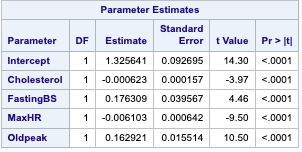 Parameter Estimates
Parameter DF Estimate Standard Error t Value Pr > |t|
Intercept 1 1.325641 0.092695 14.30 <.0001
Cholesterol 1 -0.000623 0.000157 -3.97 <.0001
FastingBS 1 0.176309 0.039567 4.46 <.0001
MaxHR 1 -0.006103 0.000642 -9.50 <.0001
Oldpeak 1 0.162921 0.015514 10.50 <.0001